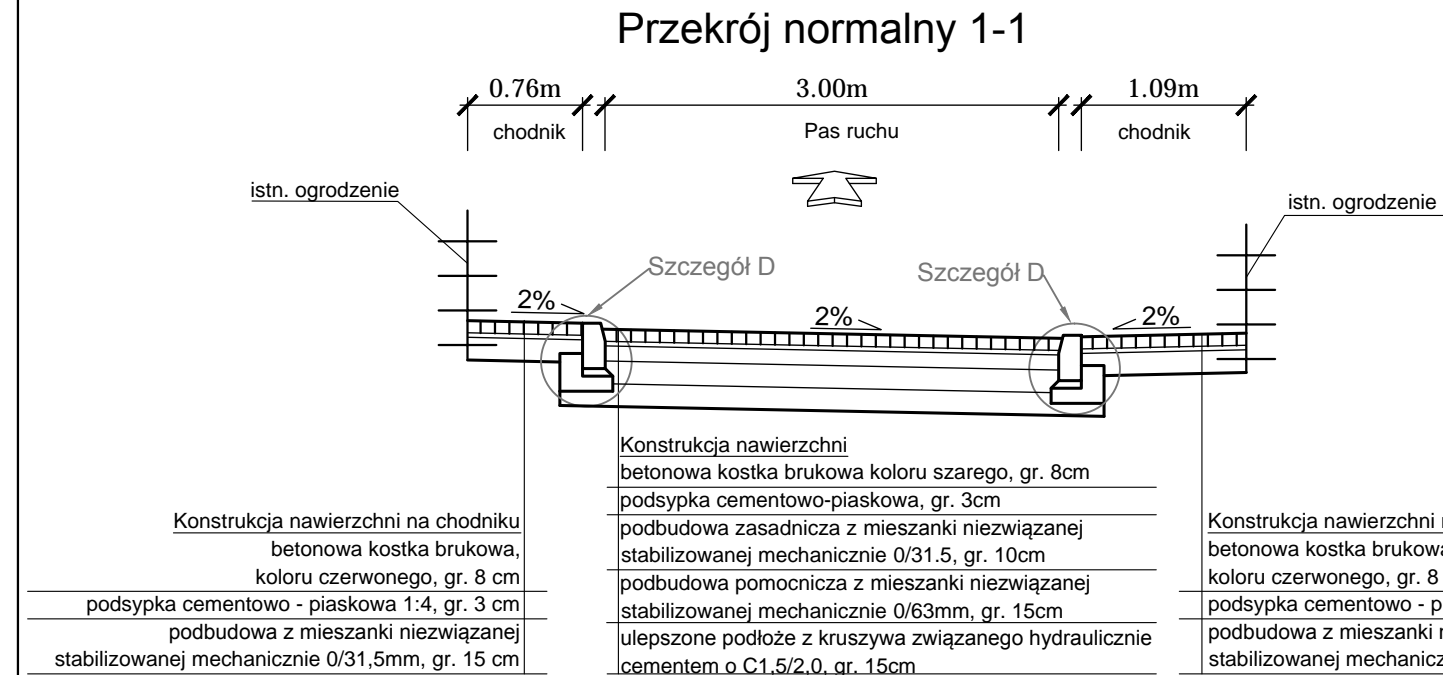 Przekrój normalny 1-1
0.76m
3.00m
1.09m
chodnik
Pas ruchu
chodnik
istn. ogrodzenie
istn. ogrodzenie
Szczegół D
Szczegół D
2%
2%
2%
Konstrukcja nawierzchni
betonowa kostka brukowa koloru szarego, gr. 8cm
podsypka cementowo-piaskowa, gr. 3cm
podbudowa zasadnicza z mieszanki niezwiązanej
stabilizowanej mechanicznie 0/31.5, gr. 10cm
podbudowa pomocnicza z mieszanki niezwiązanej
stabilizowanej mechanicznie 0/63mm, gr. 15cm
ulepszone podłoże z kruszywa związanego hydraulicznie
cementem o C1,5/2,0, gr. 15cm
Konstrukcja nawierzchni na chodniku
betonowa kostka brukowa,
koloru czerwonego, gr. 8 cm
podsypka cementowo - piaskowa 1:4, gr. 3 cm
podbudowa z mieszanki niezwiązanej
stabilizowanej mechanicznie 0/31,5mm, gr. 15 cm
Konstrukcja nawierzchni
betonowa kostka brukowa
koloru czerwonego, gr. 8
podsypka cementowo -
podbudowa z mieszanki
stabilizowanej